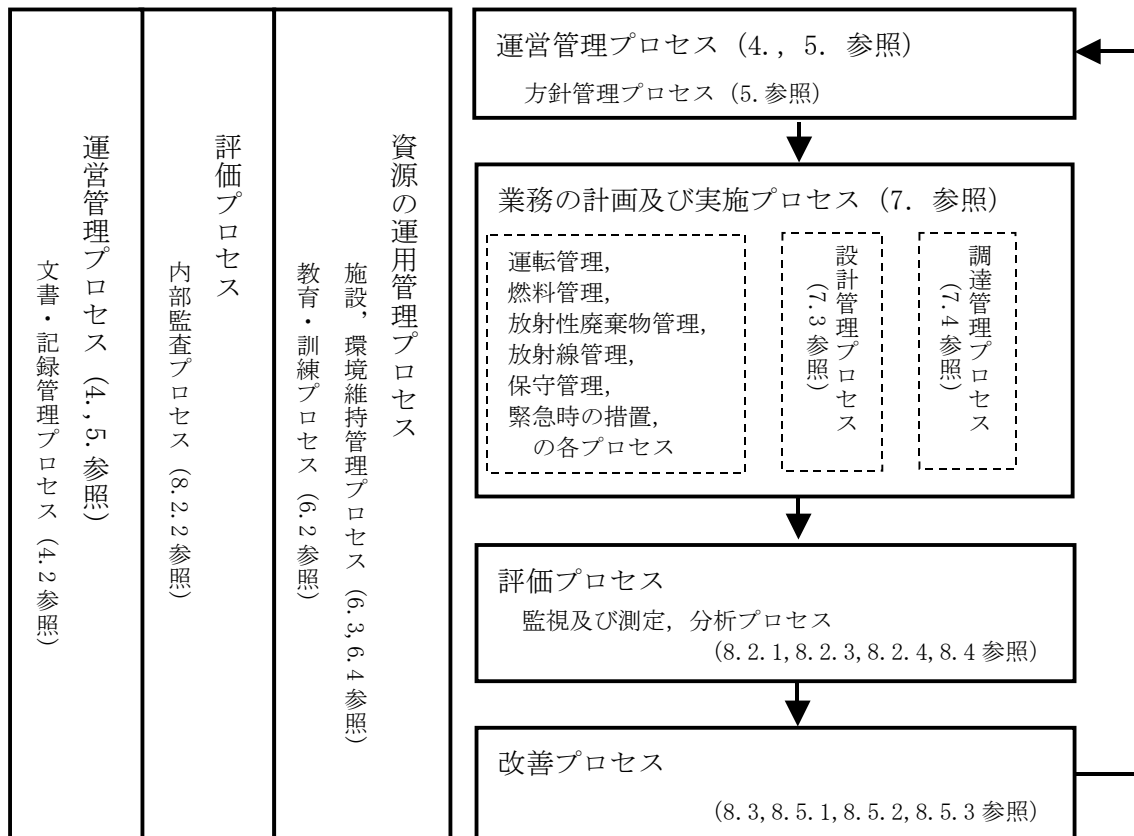 運営管理プロセス（4.,5.参照）
文書・記録管理プロセス（4.2参照）
評価プロセス
内部監査プロセス（8.2.2参照）
資源の運用管理プロセス
施設，環境維持管理プロセス（6.3,6.4参照）
教育・訓練プロセス（6.2参照）
運営管理プロセス（4.，5．参照）
方針管理プロセス（5.参照）
業務の計画及び実施プロセス（7．参照）
運転管理，
燃料管理，
放射性廃棄物管理，
放射線管理，
保守管理，
緊急時の措置，
の各プロセス
設計管理プロセス
（7.3参照）
調達管理プロセス
（7.4参照）
評価プロセス
監視及び測定，分析プロセス
（8.2.1,8.2.3,8.2.4,8.4参照）
改善プロセス
（8.3,8.5.1,8.5.2,8.5.3参照）